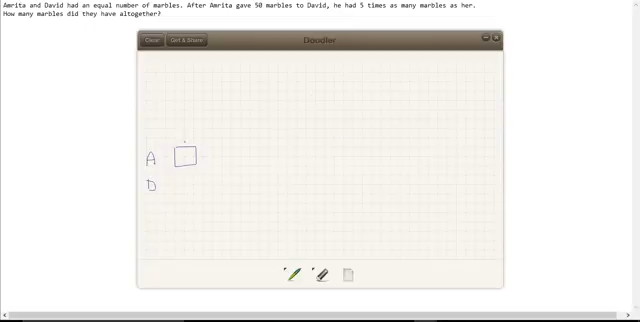 Amrita and David had an equal number of marbles. After Amrita gave 50 marbles to David, he had 5 times as many marbles as her.
How many marbles did they have altogether?
Clear
Get & Share
Doodler
A
D